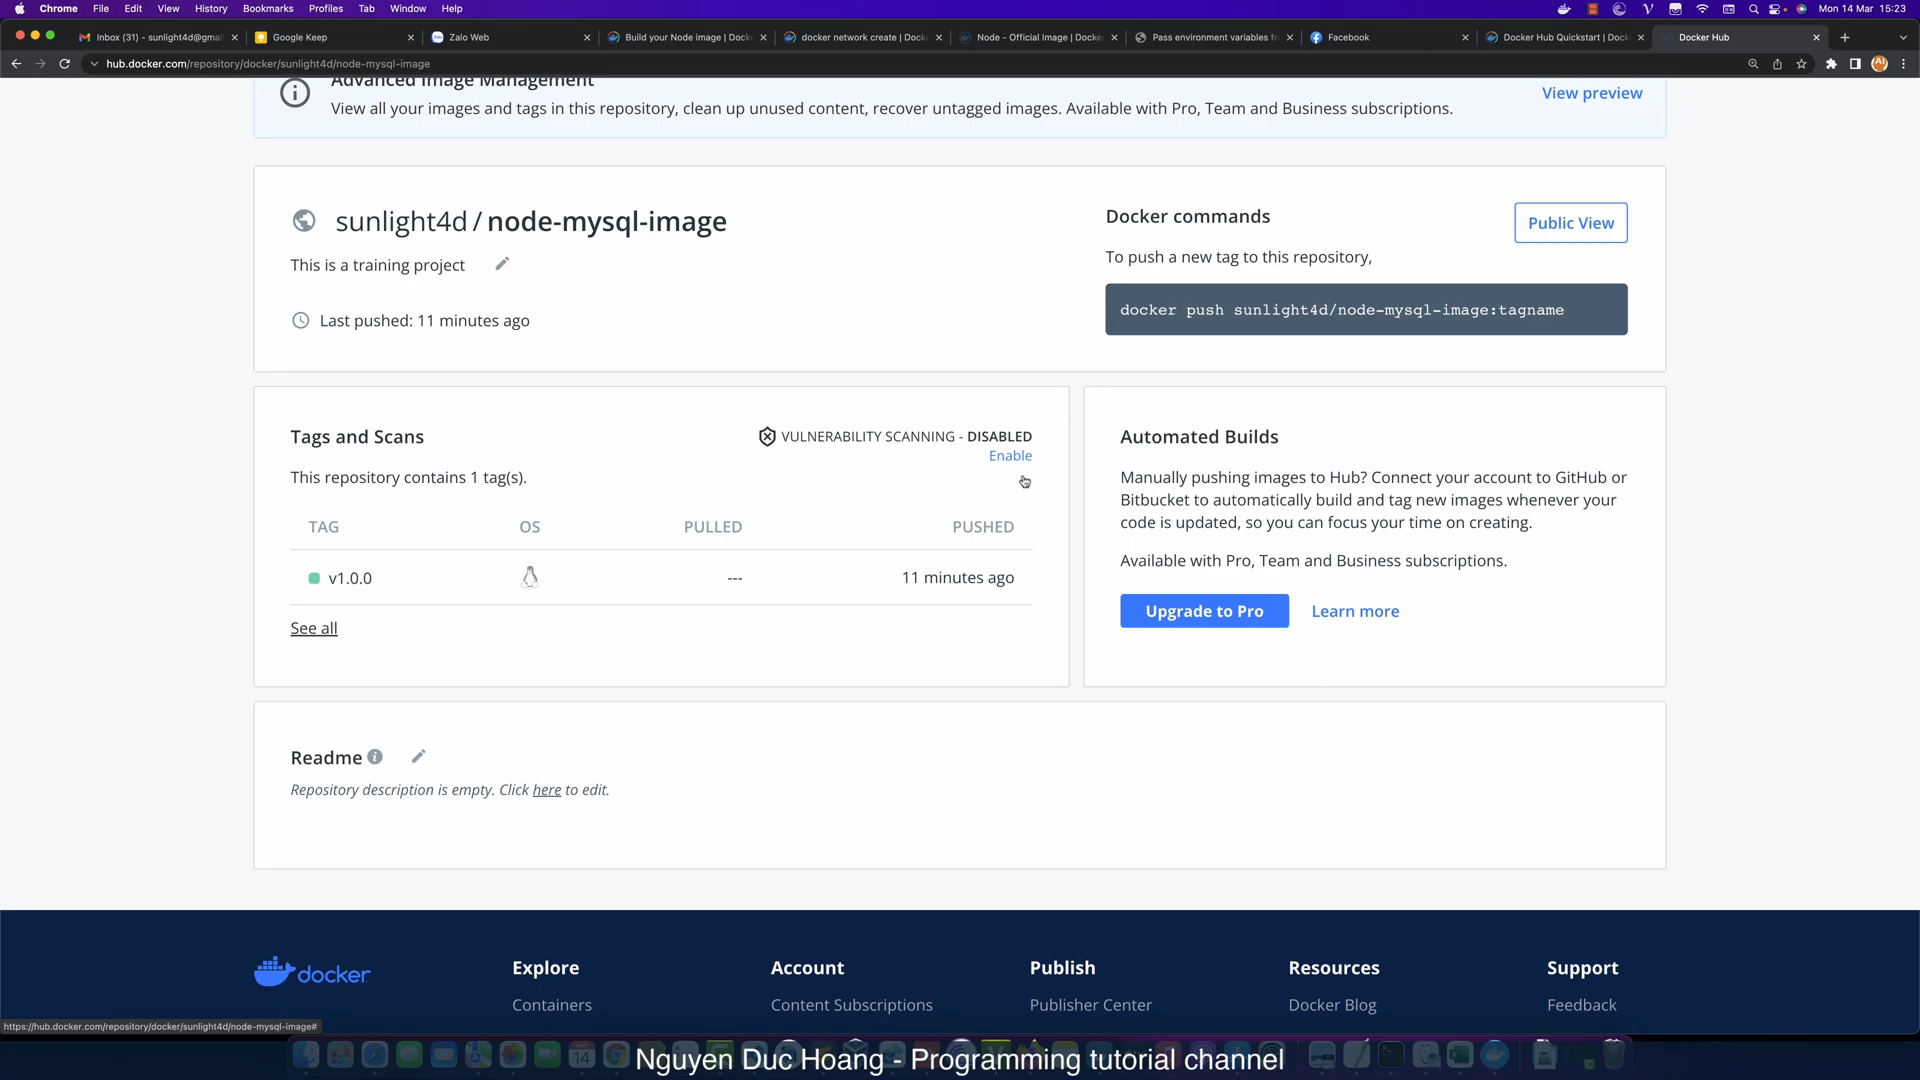 Chrome File Edit View History Bookmarks Profiles Tab Window Help
Mon 14 Mar 15:23
Inbox (31) - sunlight4d@gmai
Google Keep
Zalo Web
Build your Node image | Dock
docker network create | Docke
Node - Official Image | Docke
Pass environment variables fr
Facebook
Docker Hub Quickstart | Dock
Docker Hub
hub.docker.com/repository/docker/sunlight4d/node-mysql-image
Advanced Image Management
View all your images and tags in this repository, clean up unused content, recover untagged images. Available with Pro, Team and Business subscriptions.
View preview
sunlight4d / node-mysql-image
This is a training project
Last pushed: 11 minutes ago
Docker commands
Public View
To push a new tag to this repository,
docker push sunlight4d/node-mysql-image:tagname
Tags and Scans
VULNERABILITY SCANNING - DISABLED
Enable
This repository contains 1 tag(s).
TAG OS PULLED PUSHED
v1.0.0 --- 11 minutes ago
See all
Automated Builds
Manually pushing images to Hub? Connect your account to GitHub or
Bitbucket to automatically build and tag new images whenever your
code is updated, so you can focus your time on creating.
Available with Pro, Team and Business subscriptions.
Upgrade to Pro
Learn more
Readme
Repository description is empty. Click here to edit.
docker
Explore Account Publish Resources Support
Containers Content Subscriptions Publisher Center Docker Blog Feedback
https://hub.docker.com/repository/docker/sunlight4d/node-mysql-image#
14
Nguyen Duc Hoang - Programming tutorial channel